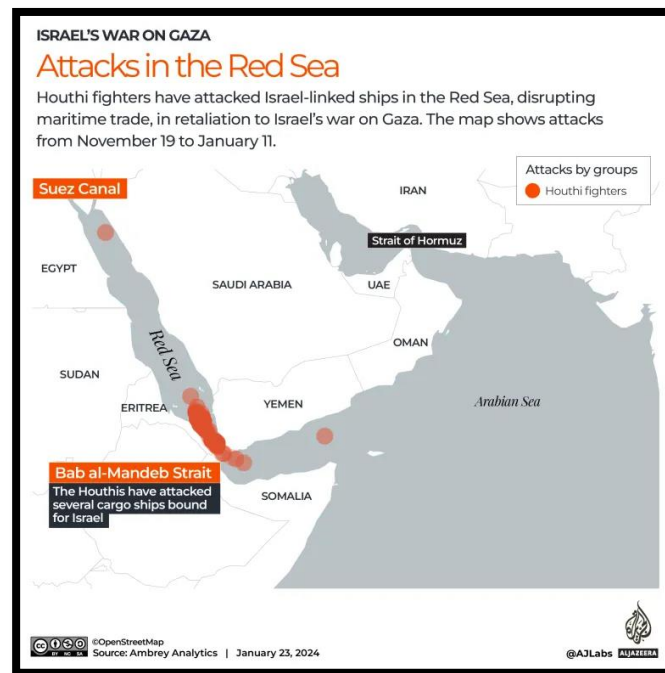 ISRAEL'S WAR ON GAZA
Attacks in the Red Sea
Houthi fighters have attacked Israel-linked ships in the Red Sea, disrupting
maritime trade, in retaliation to Israel's war on Gaza. The map shows attacks
from November 19 to January 11.
Attacks by groups
Houthi fighters
Suez Canal
IRAN
Strait of Hormuz
EGYPT
SAUDI ARABIA
UAE
OMAN
Red Sea
SUDAN
ERITREA
YEMEN
Arabian Sea
Bab al-Mandeb Strait
The Houthis have attacked
several cargo ships bound
for Israel
SOMALIA
cc
BY NC SA
©OpenStreetMap
Source: Ambrey Analytics | January 23, 2024
@AJLabs
ALJAZEERA